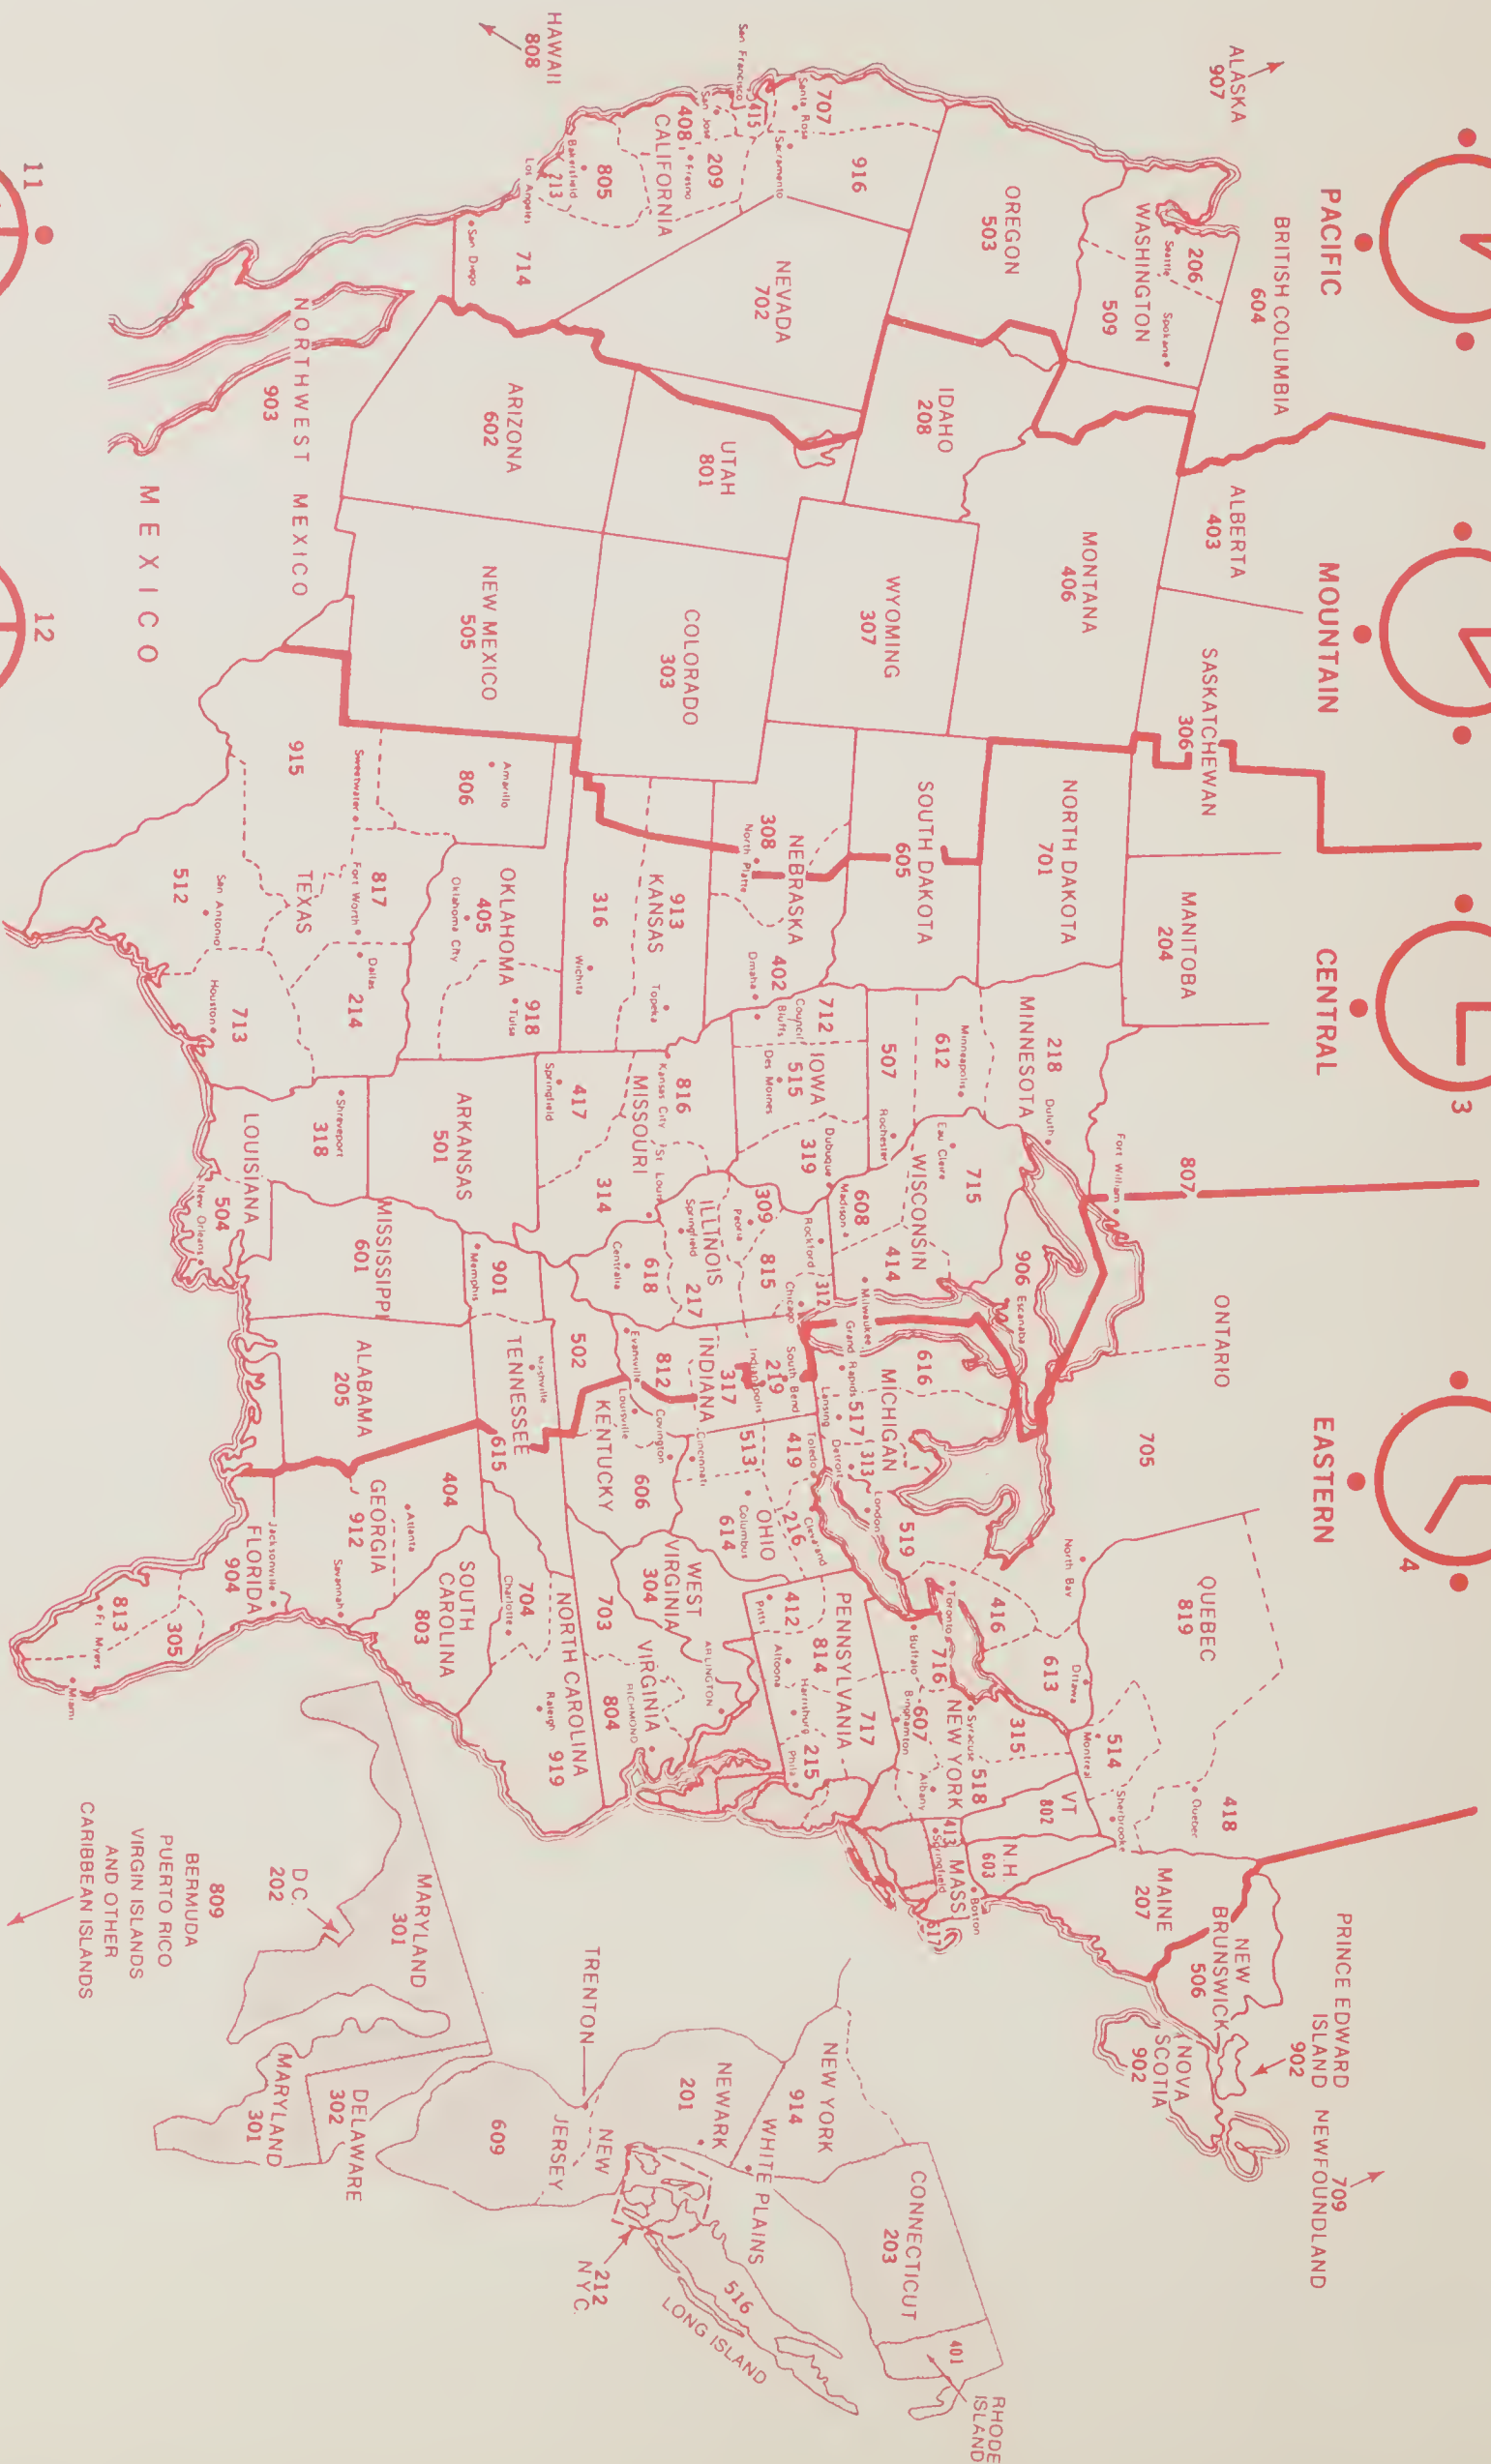 PACIFIC
MOUNTAIN
CENTRAL
EASTERN
3
4
ALASKA
907
BRITISH COLUMBIA
604
ALBERTA
403
SASKATCHEWAN
306
MANITOBA
204
807
Fort William
ONTARIO
705
North Bay
QUEBEC
819
418
Quebec
514
Montreal
Sherbrooke
613
Ottawa
416
Toronto
519
London
PRINCE EDWARD
ISLAND
902
709
NEWFOUNDLAND
NEW
BRUNSWICK
506
NOVA
SCOTIA
902
206
Seattle
WASHINGTON
509
Spokane
OREGON
503
IDAHO
208
MONTANA
406
NORTH DAKOTA
701
SOUTH DAKOTA
605
WYOMING
307
NEBRASKA
308
North Platte
402
Omaha
MINNESOTA
218
Duluth
612
Minneapolis
507
Rochester
WISCONSIN
715
Eau Claire
608
Madison
414
Milwaukee
906
Escanaba
MICHIGAN
616
Grand Rapids
517
Lansing
313
Detroit
IOWA
712
Council
Bluffs
515
Des Moines
319
Dubuque
ILLINOIS
309
Peoria
815
Rockford
312
Chicago
217
Springfield
618
Centralia
INDIANA
219
South Bend
317
Indianapolis
812
Evansville
OHIO
419
Toledo
216
Cleveland
513
Cincinnati
614
Columbus
PENNSYLVANIA
412
Pitts
814
Altoona
717
Harrisburg
215
Phila
NEW YORK
716
Buffalo
607
Binghamton
315
Syracuse
518
Albany
VT
802
N.H.
603
MAINE
207
MASS
413
Springfield
617
Boston
916
Sacramento
707
Santa Rosa
415
San Francisco
408
San Jose
209
Fresno
CALIFORNIA
805
Bakersfield
213
Los Angeles
714
San Diego
NEVADA
702
UTAH
801
COLORADO
303
ARIZONA
602
NEW MEXICO
505
KANSAS
913
Topeka
316
Wichita
OKLAHOMA
405
Oklahoma City
918
Tulsa
TEXAS
806
Amarillo
915
Sweetwater
817
Fort Worth
214
Dallas
512
San Antonio
713
Houston
MISSOURI
816
Kansas City
417
Springfield
314
St Louis
ARKANSAS
501
LOUISIANA
318
Shreveport
504
New Orleans
MISSISSIPPI
601
ALABAMA
205
TENNESSEE
901
Memphis
615
Nashville
KENTUCKY
502
Louisville
606
Covington
WEST
VIRGINIA
304
VIRGINIA
703
ARLINGTON
804
RICHMOND
NORTH CAROLINA
704
Charlotte
919
Raleigh
SOUTH
CAROLINA
803
GEORGIA
404
Atlanta
912
Savannah
FLORIDA
904
Jacksonville
813
Ft Myers
305
Miami
HAWAII
808
NORTHWEST MEXICO
903
MEXICO
11
12
RHODE
ISLAND
401
CONNECTICUT
203
NEW YORK
914
WHITE PLAINS
516
LONG ISLAND
212
N.Y.C.
NEWARK
201
TRENTON
NEW
JERSEY
609
DELAWARE
302
MARYLAND
301
MARYLAND
301
D.C.
202
809
BERMUDA
PUERTO RICO
VIRGIN ISLANDS
AND OTHER
CARIBBEAN ISLANDS